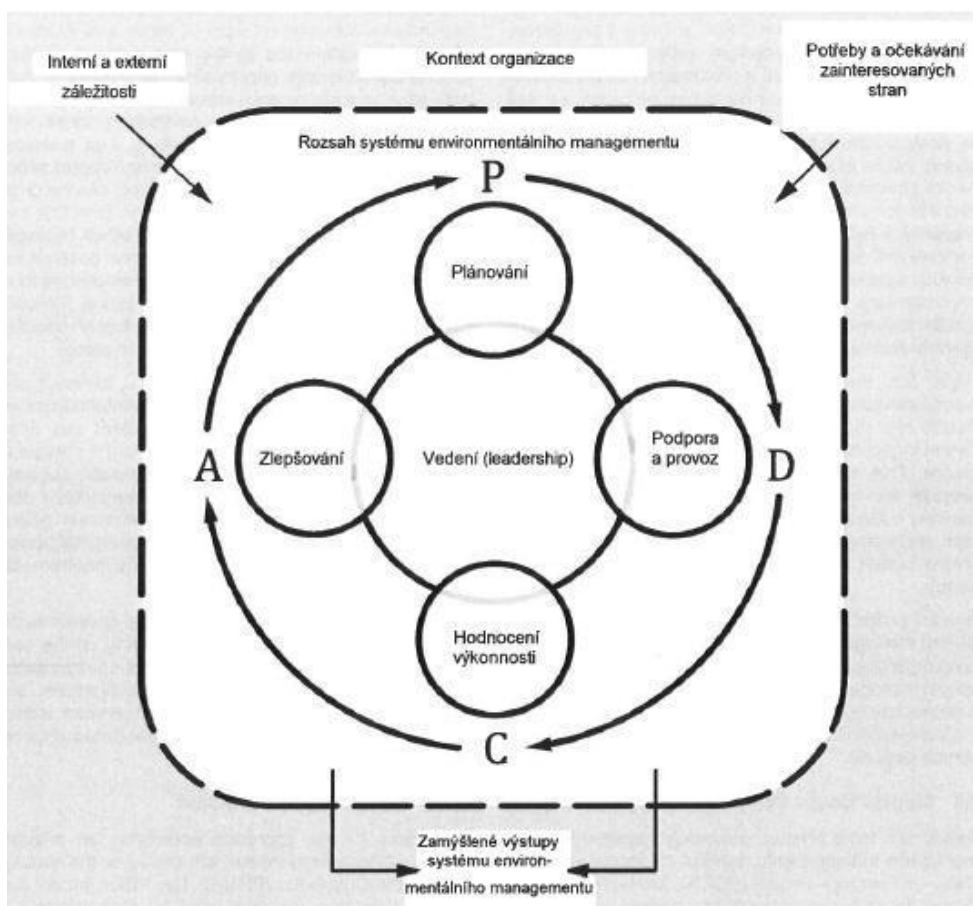 Interní a externí
záležitosti
Kontext organizace
Potřeby a očekávání
zainteresovaných
stran
Rozsah systému environmentálního managementu
P
Plánování
A
Zlepšování
Vedení (leadership)
Podpora
a provoz
D
Hodnocení
výkonnosti
C
Zamýšlené výstupy
systému environ-
mentálního managementu